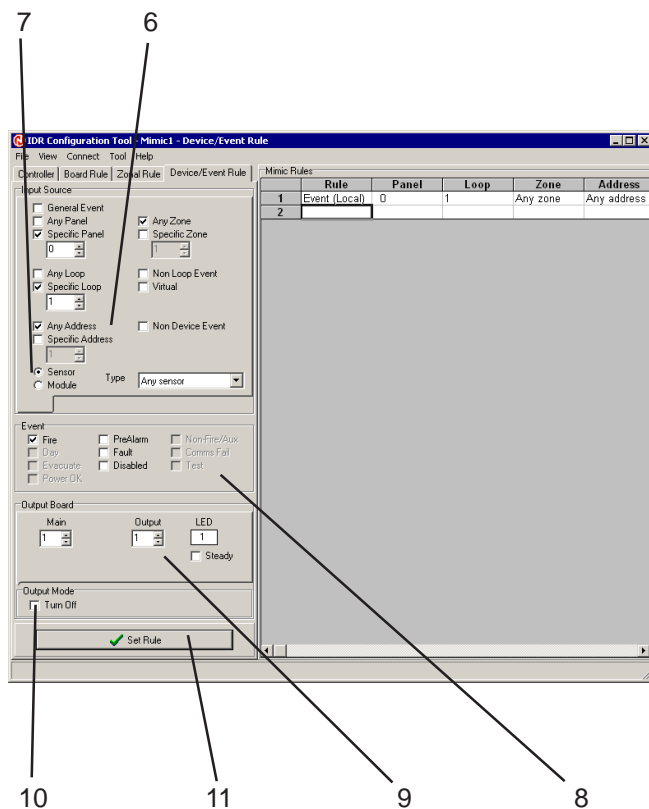 7
6
IDR Configuration Tool - Mimic1 - Device/Event Rule
File View Connect Tool Help
Controller Board Rule Zonal Rule Device/Event Rule
Input Source
General Event
Any Panel
Any Zone
Specific Panel
Specific Zone
0
1
Any Loop
Non Loop Event
Specific Loop
Virtual
1
Any Address
Non Device Event
Specific Address
1
Sensor
Module
Type
Any sensor
Event
Fire PreAlarm Non-Fire/Aux
Day Fault Comms Fail
Evacuate Disabled Test
Power OK
Output Board
Main Output LED
1 1 1
Steady
Output Mode
Turn Off
Set Rule
Mimic Rules
Rule Panel Loop Zone Address
1 Event (Local) 0 1 Any zone Any address
2
10
11
9
8